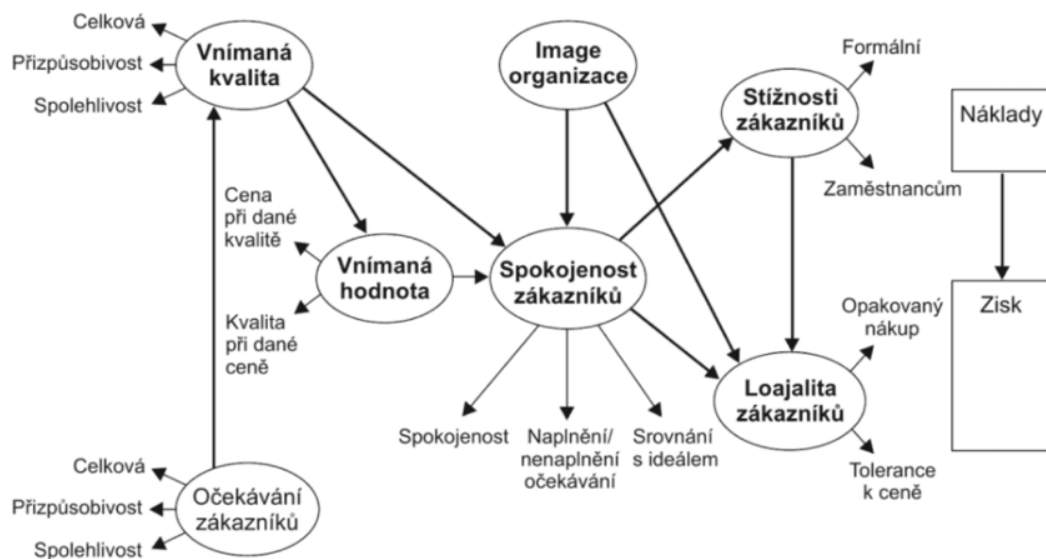 Celková
Přizpůsobivost
Spolehlivost
Vnímaná
kvalita
Image
organizace
Formální
Stížnosti
zákazníků
Zaměstnancům
Náklady
Cena
při dané
kvalitě
Vnímaná
hodnota
Kvalita
při dané
ceně
Spokojenost
zákazníků
Opakovaný
nákup
Zisk
Loajalita
zákazníků
Spokojenost
Naplnění/
nenaplnění
očekávání
Srovnání
s ideálem
Tolerance
k ceně
Celková
Přizpůsobivost
Spolehlivost
Očekávání
zákazníků